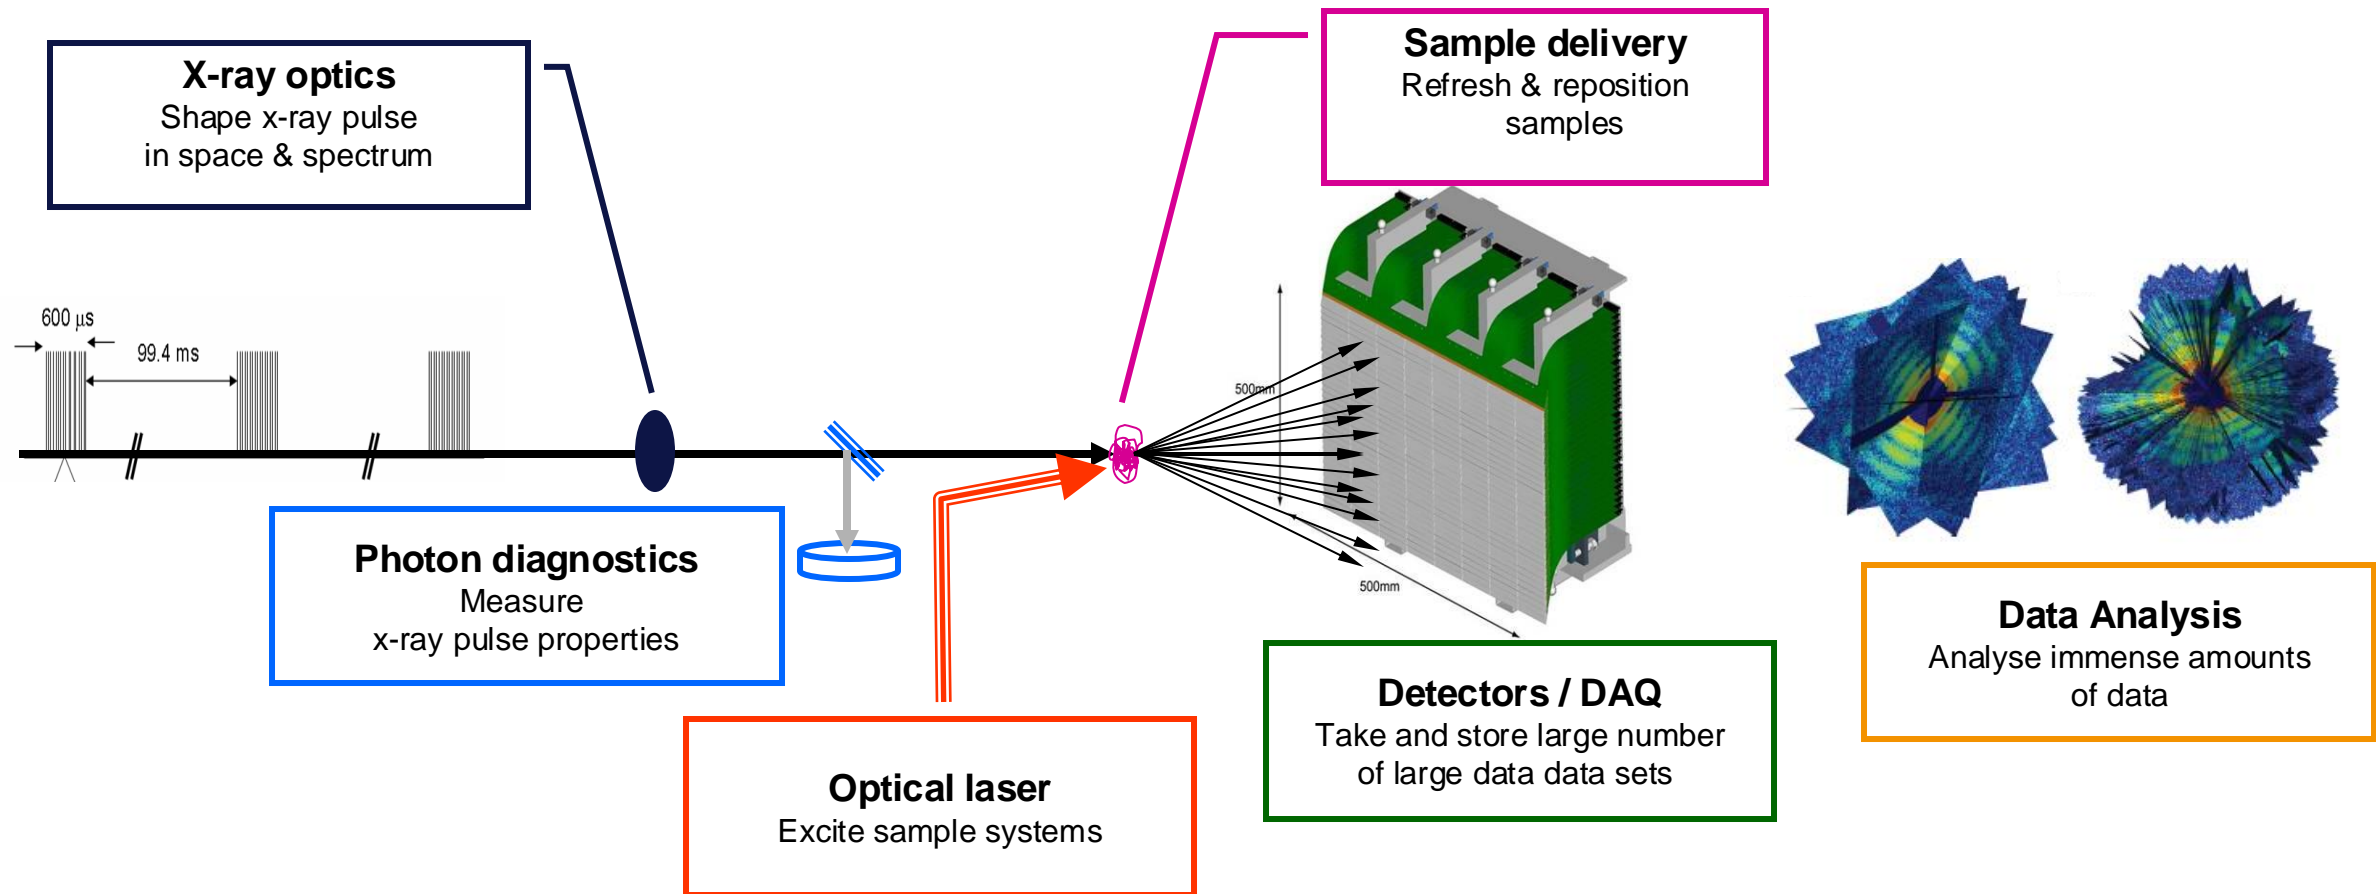 X-ray optics
Shape x-ray pulse
in space & spectrum
Sample delivery
Refresh & reposition
samples
600 µs
99.4 ms
500mm
500mm
Photon diagnostics
Measure
x-ray pulse properties
Optical laser
Excite sample systems
Detectors / DAQ
Take and store large number
of large data data sets
Data Analysis
Analyse immense amounts
of data